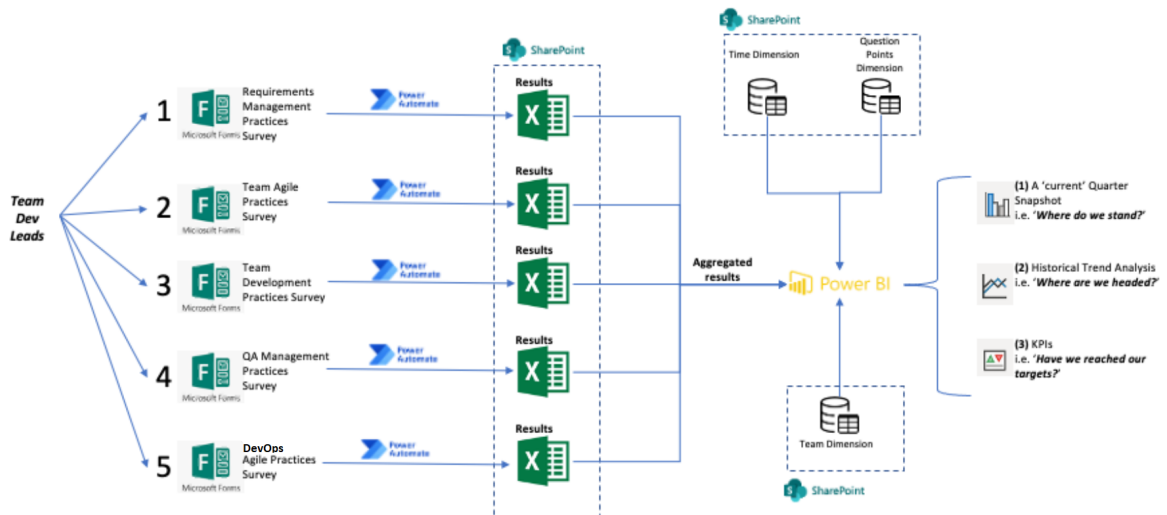 SharePoint
Time Dimension
Question
Points
Dimension
SharePoint
Results
1
Requirements
Management
Practices
Survey
Microsoft Forms
Power
Automate
Results
2
Team Agile
Practices
Survey
Microsoft Forms
Power
Automate
Team
Dev
Leads
Results
3
Team
Development
Practices Survey
Microsoft Forms
Power
Automate
Results
4
QA Management
Practices
Survey
Microsoft Forms
Power
Automate
Results
5
DevOps
Agile Practices
Survey
Microsoft Forms
Power
Automate
Aggregated
results
Power BI
Team Dimension
SharePoint
(1) A ‘current’ Quarter
Snapshot
i.e. ‘Where do we stand?’
(2) Historical Trend Analysis
i.e. ‘Where are we headed?’
(3) KPIs
i.e. ‘Have we reached our
targets?’